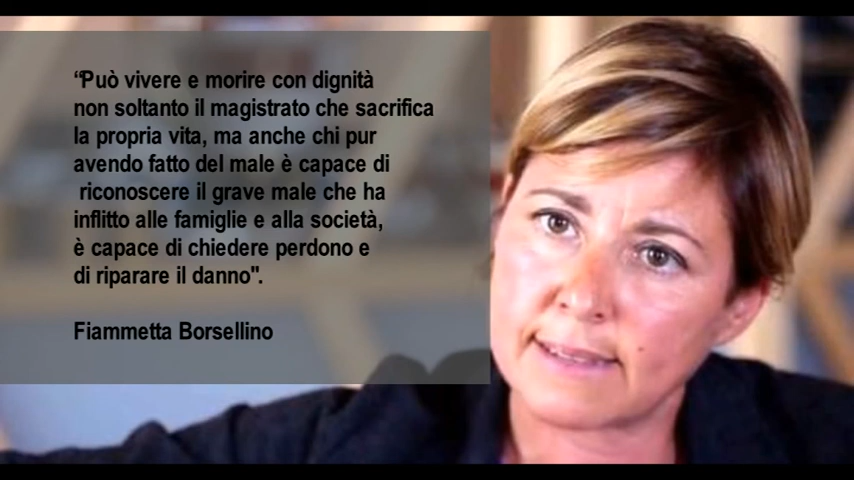 “Può vivere e morire con dignità
non soltanto il magistrato che sacrifica
la propria vita, ma anche chi pur
avendo fatto del male è capace di
riconoscere il grave male che ha
inflitto alle famiglie e alla società,
è capace di chiedere perdono e
di riparare il danno".
Fiammetta Borsellino